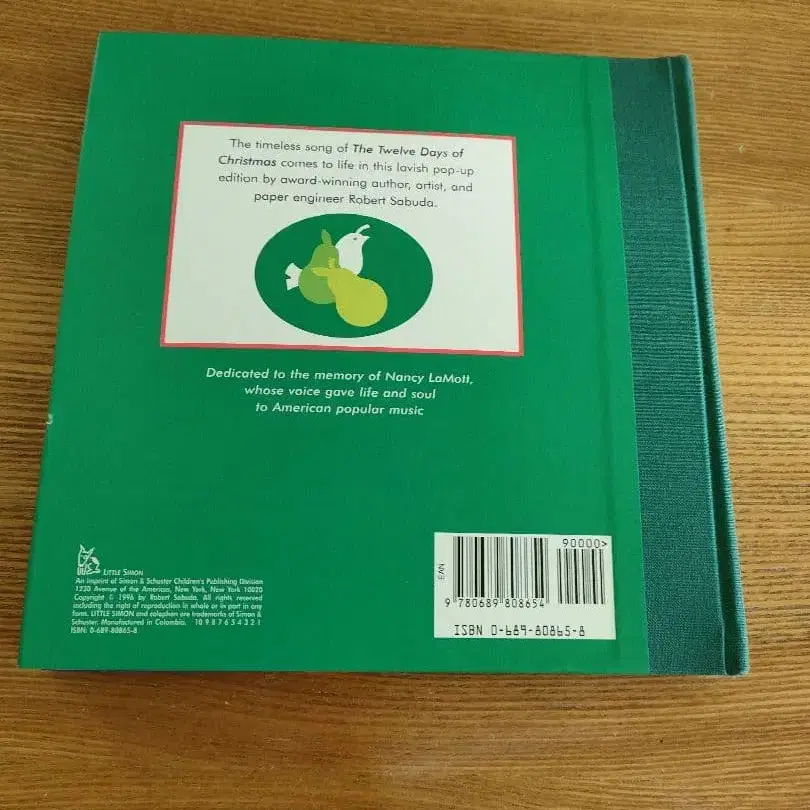 The timeless song of The Twelve Days of
Christmas comes to life in this lavish pop-up
edition by award-winning author, artist, and
paper engineer Robert Sabuda.
Dedicated to the memory of Nancy LaMott,
whose voice gave life and soul
to American popular music
LITTLE SIMON
An imprint of Simon & Schuster Children's Publishing Division
1230 Avenue of the Americas, New York, New York 10020
Copyright © 1996 by Robert Sabuda. All rights reserved
including the right of reproduction in whole or in part in any
form. LITTLE SIMON and colophon are trademarks of Simon &
Schuster. Manufactured in Colombia. 10 9 8 7 6 5 4 3 2 1
ISBN: 0-689-80865-8
90000>
EAN
9 780689 808654
ISBN 0-689-80865-8